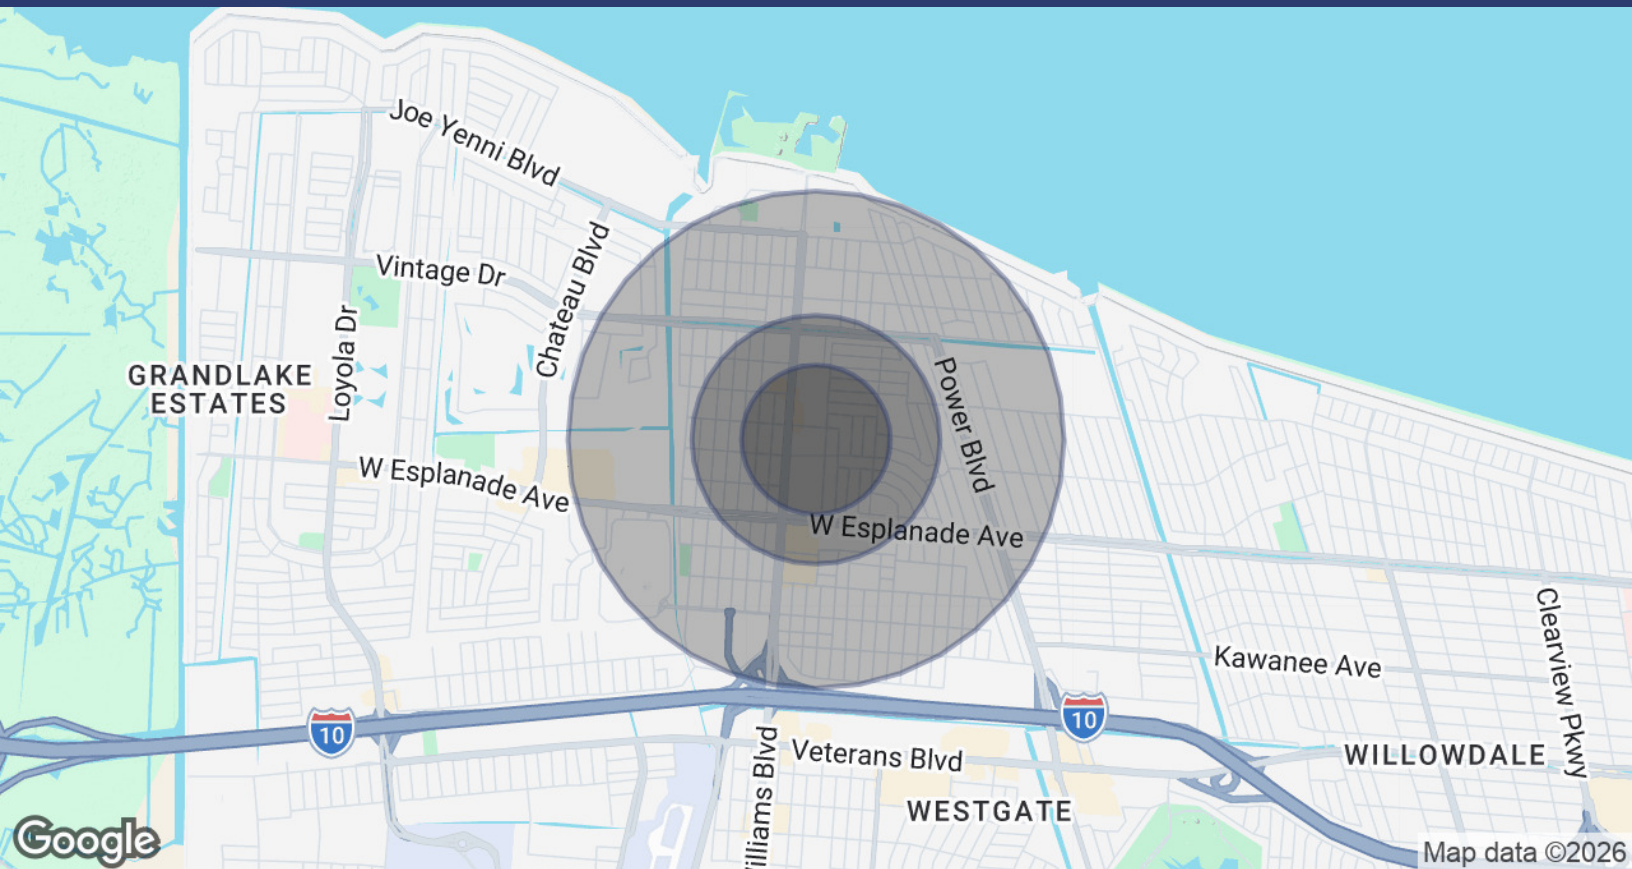 Joe Yenni Blvd
Vintage Dr
Chateau Blvd
Loyola Dr
GRANDLAKE
ESTATES
Power Blvd
W Esplanade Ave
W Esplanade Ave
Clearview Pkwy
Kawanee Ave
10
10
Williams Blvd
Veterans Blvd
WILLOWDALE
WESTGATE
Google
Map data ©2026